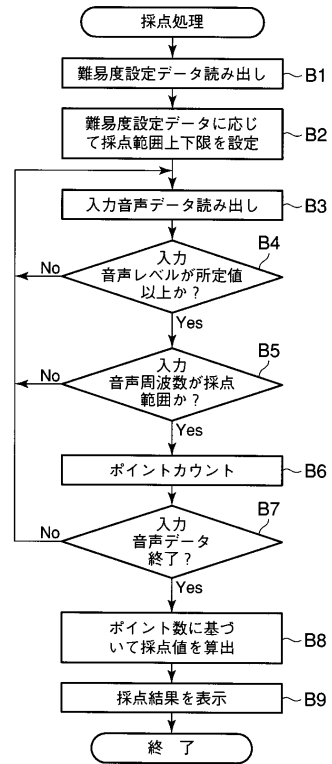 採点処理
難易度設定データ読み出し
B1
難易度設定データに応じ
て採点範囲上下限を設定
B2
入力音声データ読み出し
B3
入力
音声レベルが所定値
以上か?
B4
No
Yes
入力
音声周波数が採点
範囲か?
B5
No
Yes
ポイントカウント
B6
入力
音声データ
終了?
B7
No
Yes
ポイント数に基づ
いて採点値を算出
B8
採点結果を表示
B9
終 了